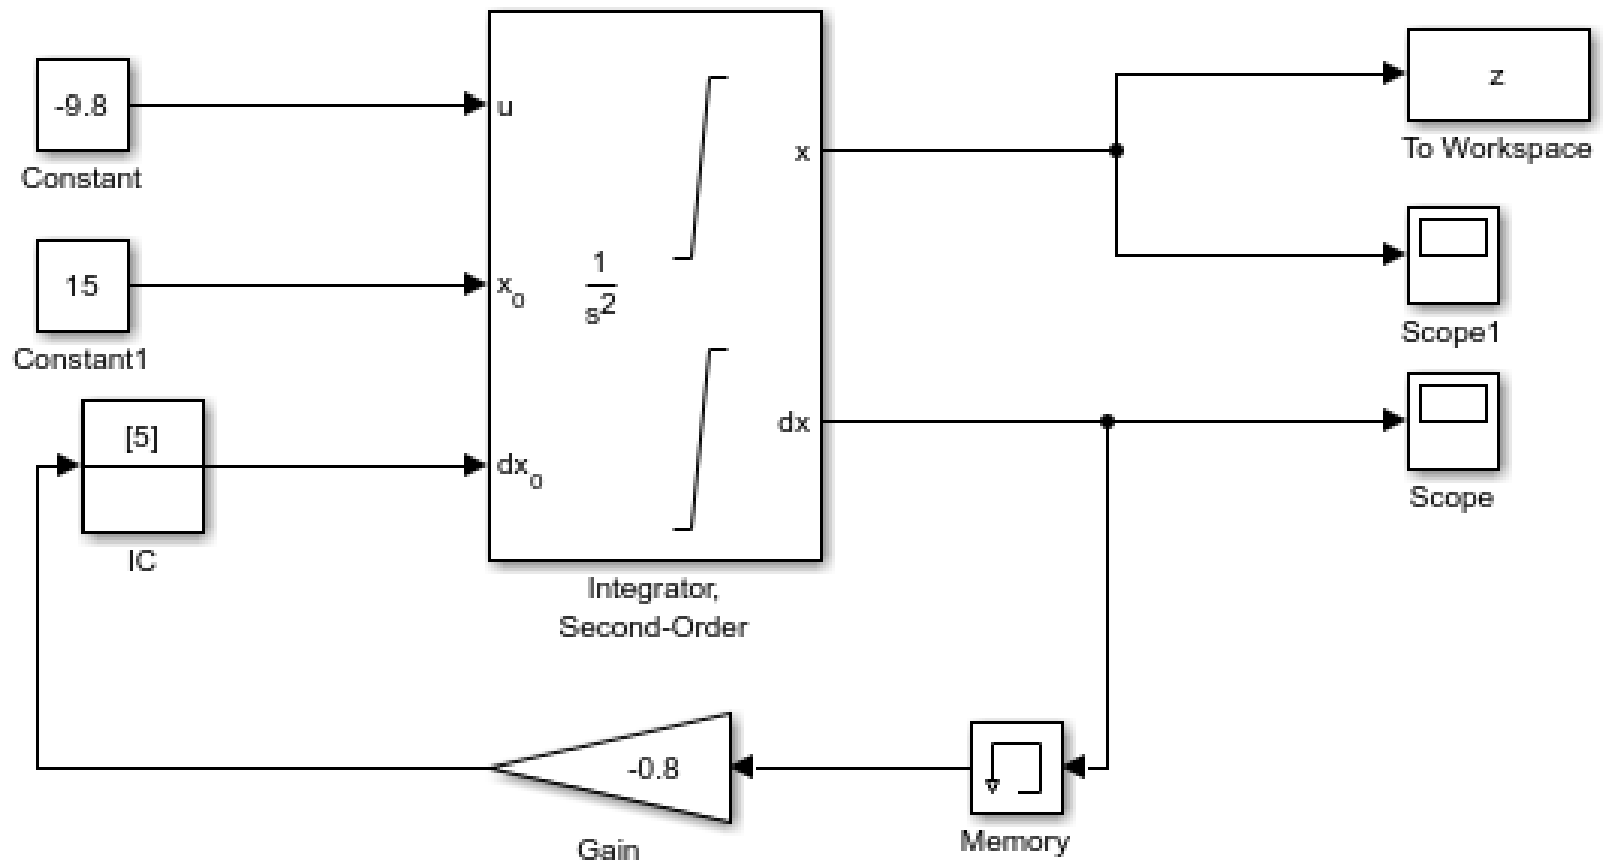 -9.8
Constant
15
Constant1
[5]
IC
u
x0
dx0
1
s2
x
dx
Integrator,
Second-Order
z
To Workspace
Scope1
Scope
-0.8
Gain
Memory